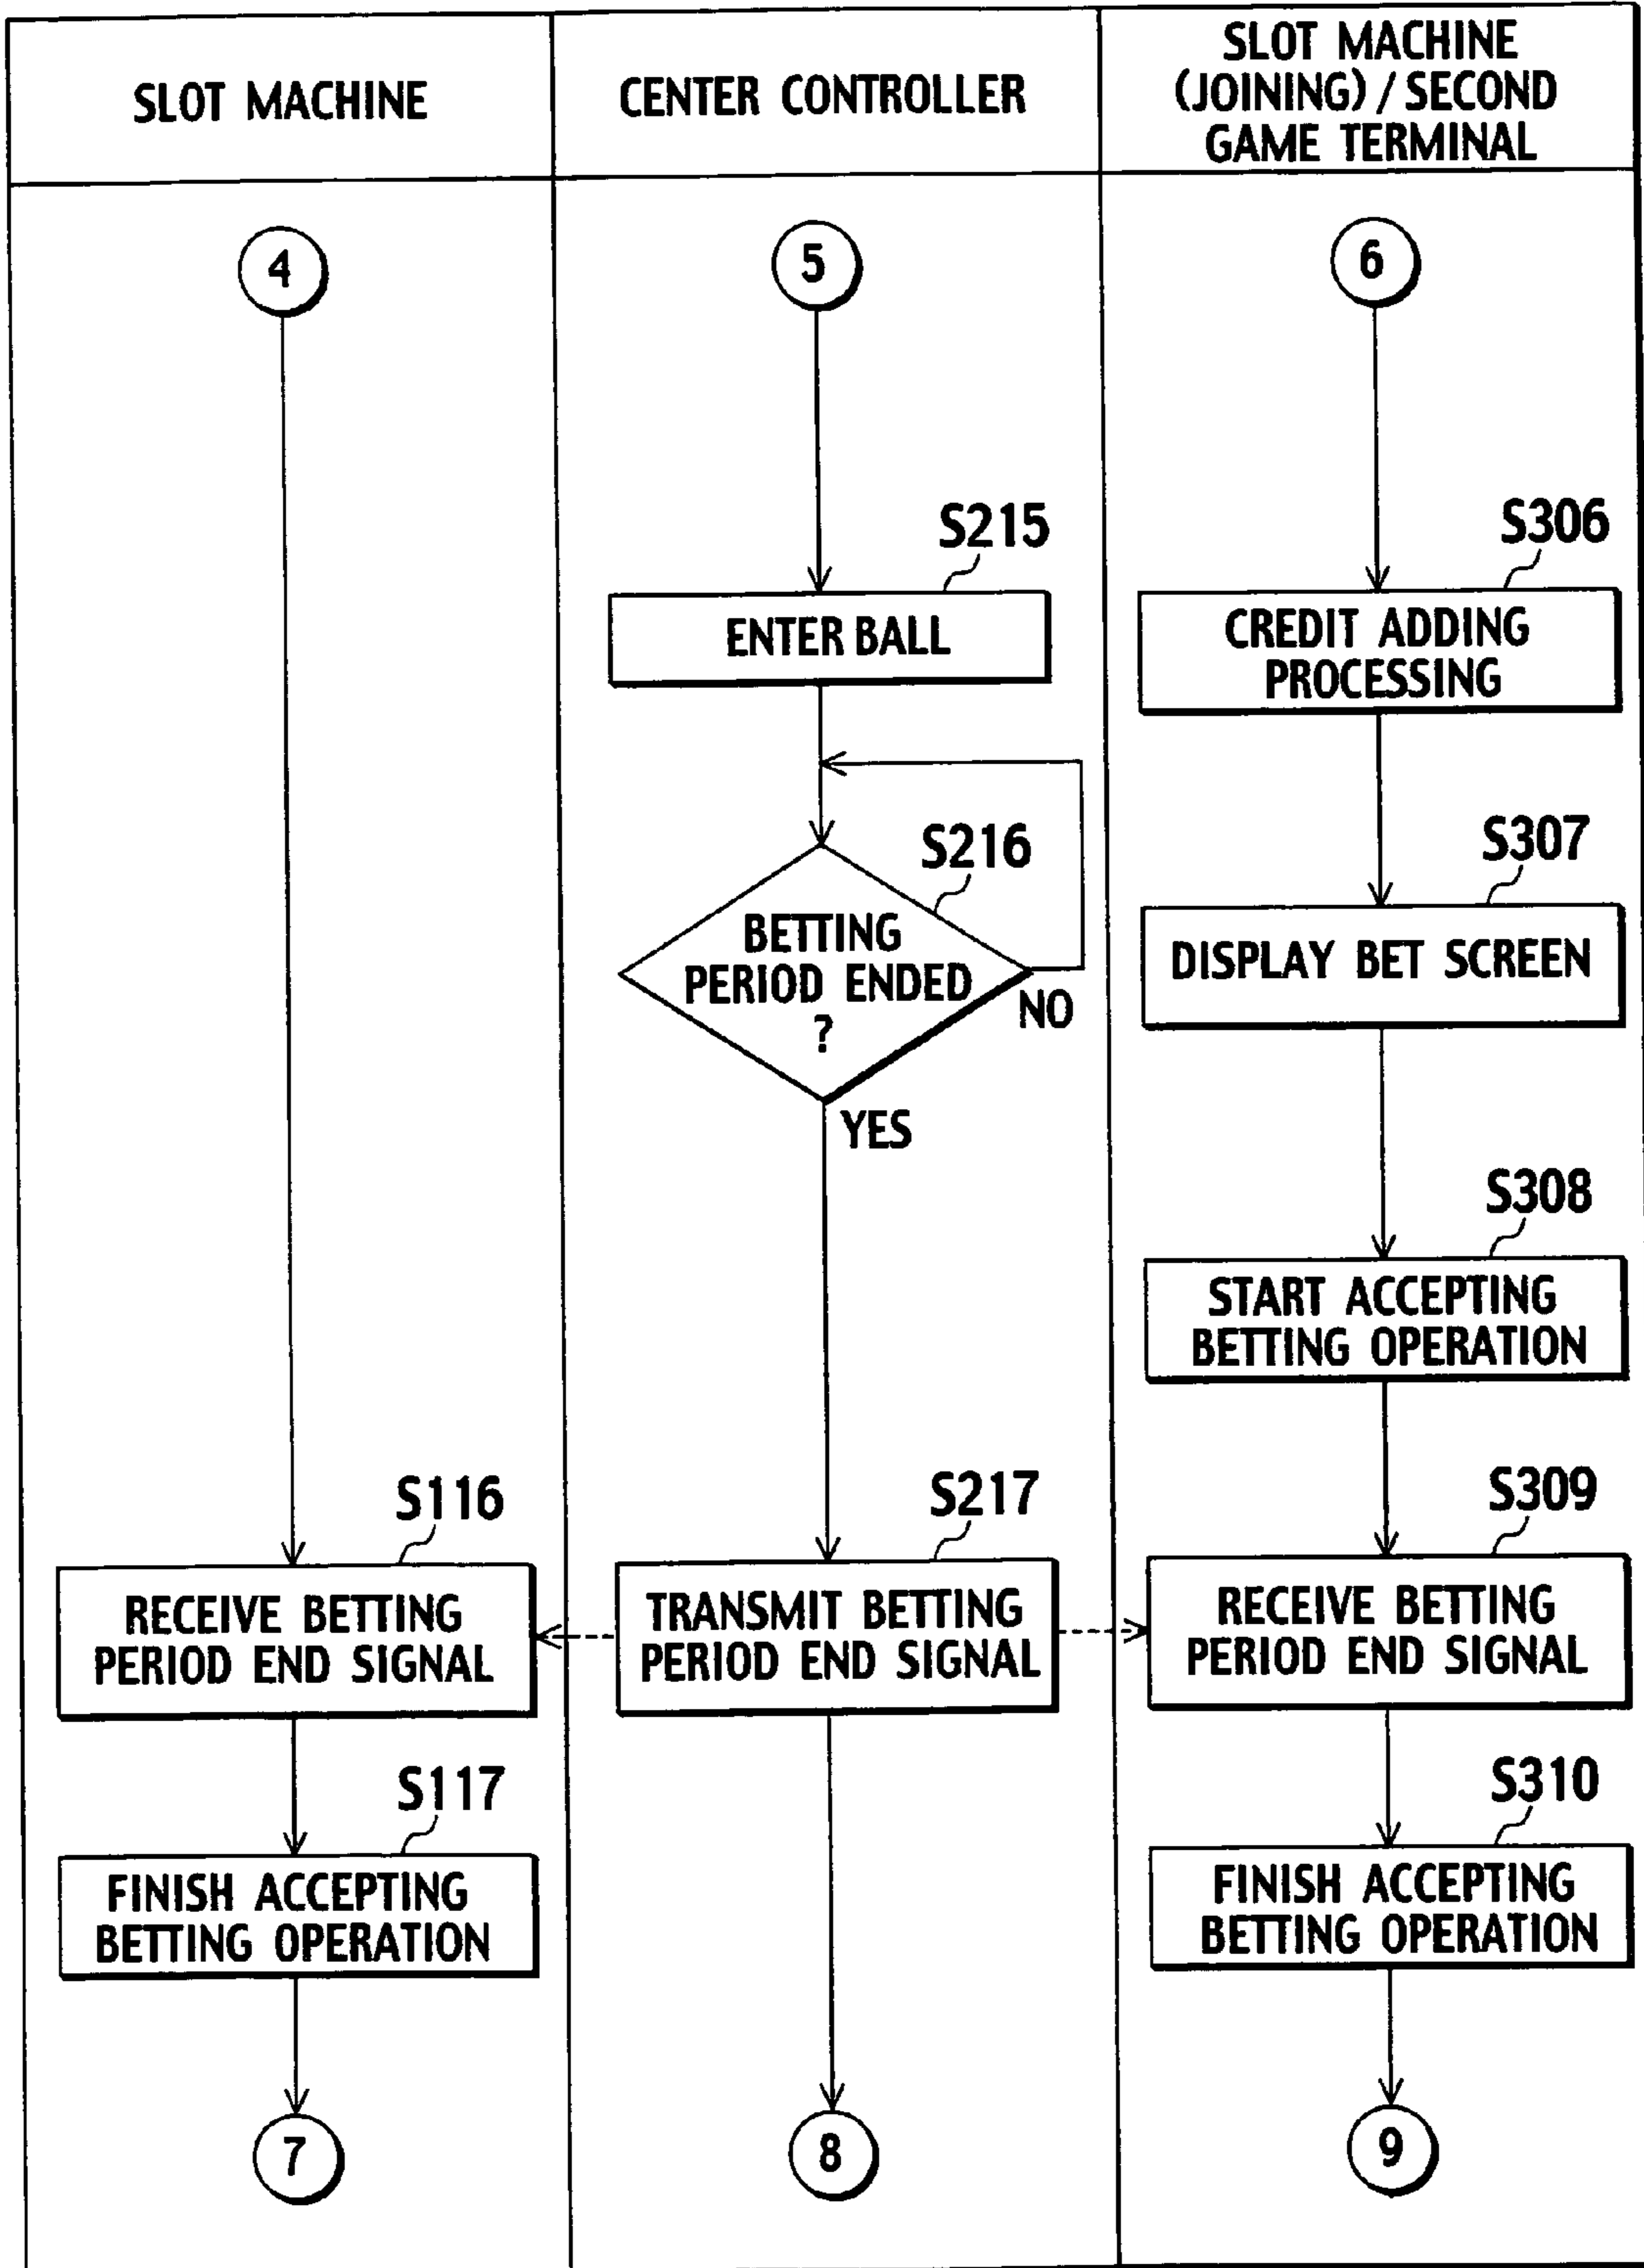 SLOT MACHINE
CENTER CONTROLLER
SLOT MACHINE
(JOINING) / SECOND
GAME TERMINAL
4
5
6
S215
ENTER BALL
S306
CREDIT ADDING
PROCESSING
S216
BETTING
PERIOD ENDED
?
NO
YES
S307
DISPLAY BET SCREEN
S308
START ACCEPTING
BETTING OPERATION
S116
RECEIVE BETTING
PERIOD END SIGNAL
S217
TRANSMIT BETTING
PERIOD END SIGNAL
S309
RECEIVE BETTING
PERIOD END SIGNAL
S117
FINISH ACCEPTING
BETTING OPERATION
S310
FINISH ACCEPTING
BETTING OPERATION
7
8
9